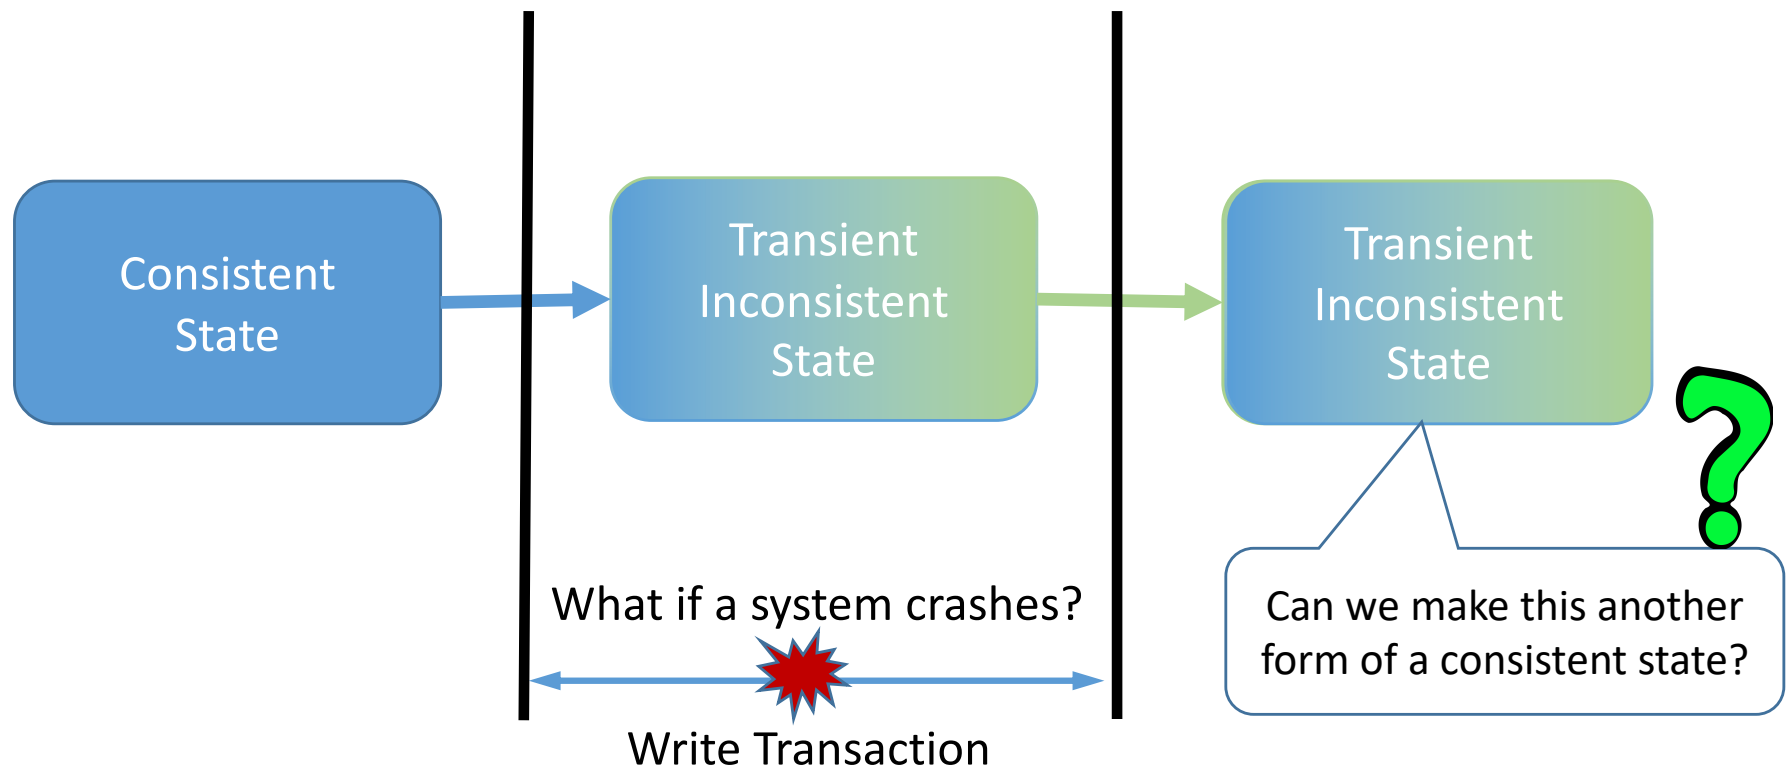 Consistent
State
Transient
Inconsistent
State
Transient
Inconsistent
State
What if a system crashes?
Write Transaction
Can we make this another
form of a consistent state?
?